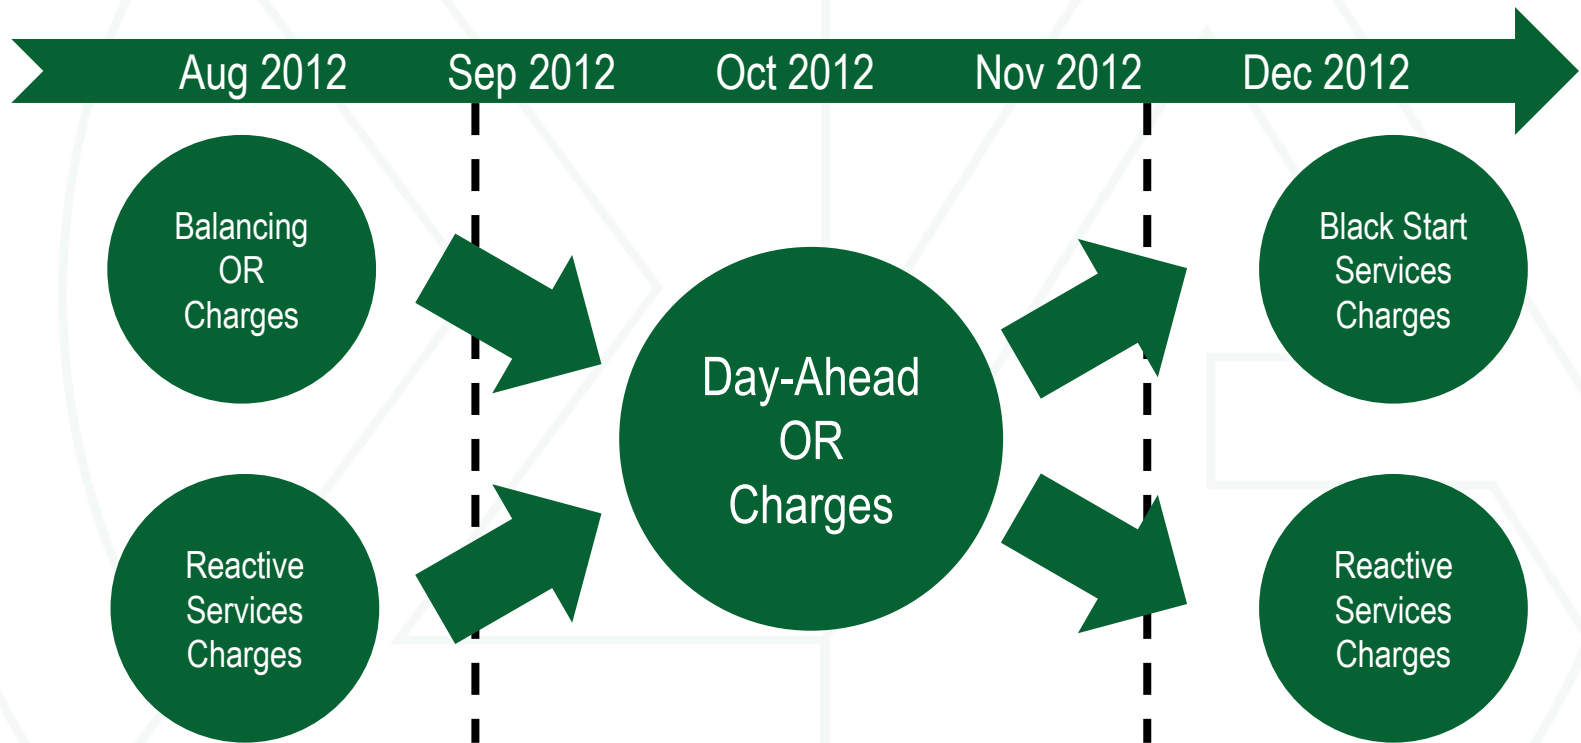 Aug 2012 Sep 2012 Oct 2012 Nov 2012 Dec 2012
Balancing
OR
Charges
Reactive
Services
Charges
Day-Ahead
OR
Charges
Black Start
Services
Charges
Reactive
Services
Charges